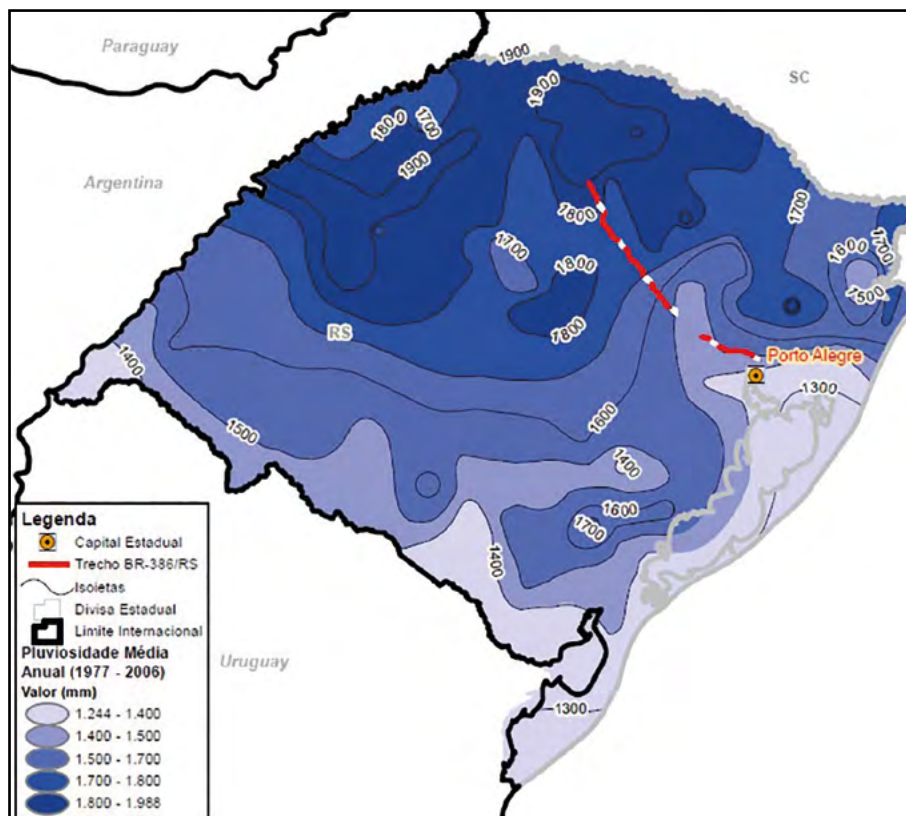 Paraguay
1900
SC
1900
1800
1700
1900
Argentina
1700
1800
1600
1700
1700
1800
1500
1800
RS
1400
Porto Alegre
1300
1600
1500
1400
1600
1700
1400
Legenda
Capital Estadual
Trecho BR-386/RS
Isoietas
Divisa Estadual
Limite Internacional
Pluviosidade Média
Anual (1977 - 2006)
Valor (mm)
1.244 - 1.400
1.400 - 1.500
1.500 - 1.700
1.700 - 1.800
1.800 - 1.988
Uruguay
1300